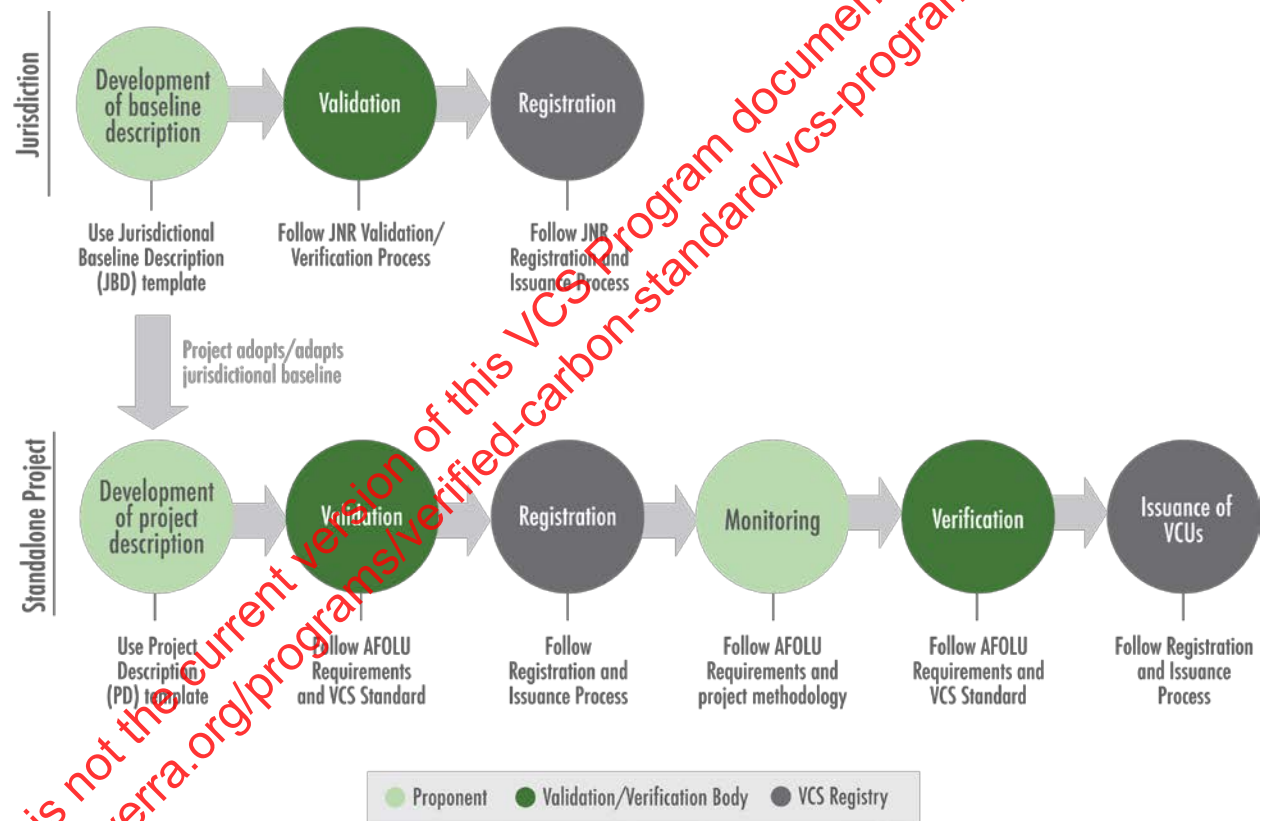 Jurisdiction
Development
of baseline
description
Validation
Registration
Use Jurisdictional
Baseline Description
(JBD) template
Follow JNR Validation/
Verification Process
Follow JNR
Registration and
Issuance Process
Project adopts/adapts
jurisdictional baseline
Standalone Project
Development
of project
description
Validation
Registration
Monitoring
Verification
Issuance of
VCUs
Use Project
Description
(PD) template
Follow AFOLU
Requirements
and VCS Standard
Follow
Registration and
Issuance Process
Follow AFOLU
Requirements and
project methodology
Follow AFOLU
Requirements and
VCS Standard
Follow Registration
and Issuance
Process
Proponent
Validation/Verification Body
VCS Registry
is not the current version of this VCS Program documen
erra.org/programs/verified-carbon-standard/vcs-program